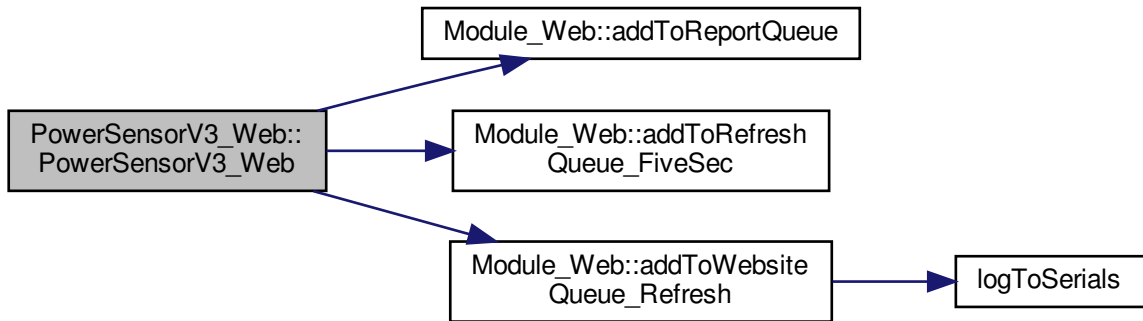 Module_Web::addToReportQueue
PowerSensorV3_Web::
PowerSensorV3_Web
Module_Web::addToRefresh
Queue_FiveSec
Module_Web::addToWebsite
Queue_Refresh
logToSerials